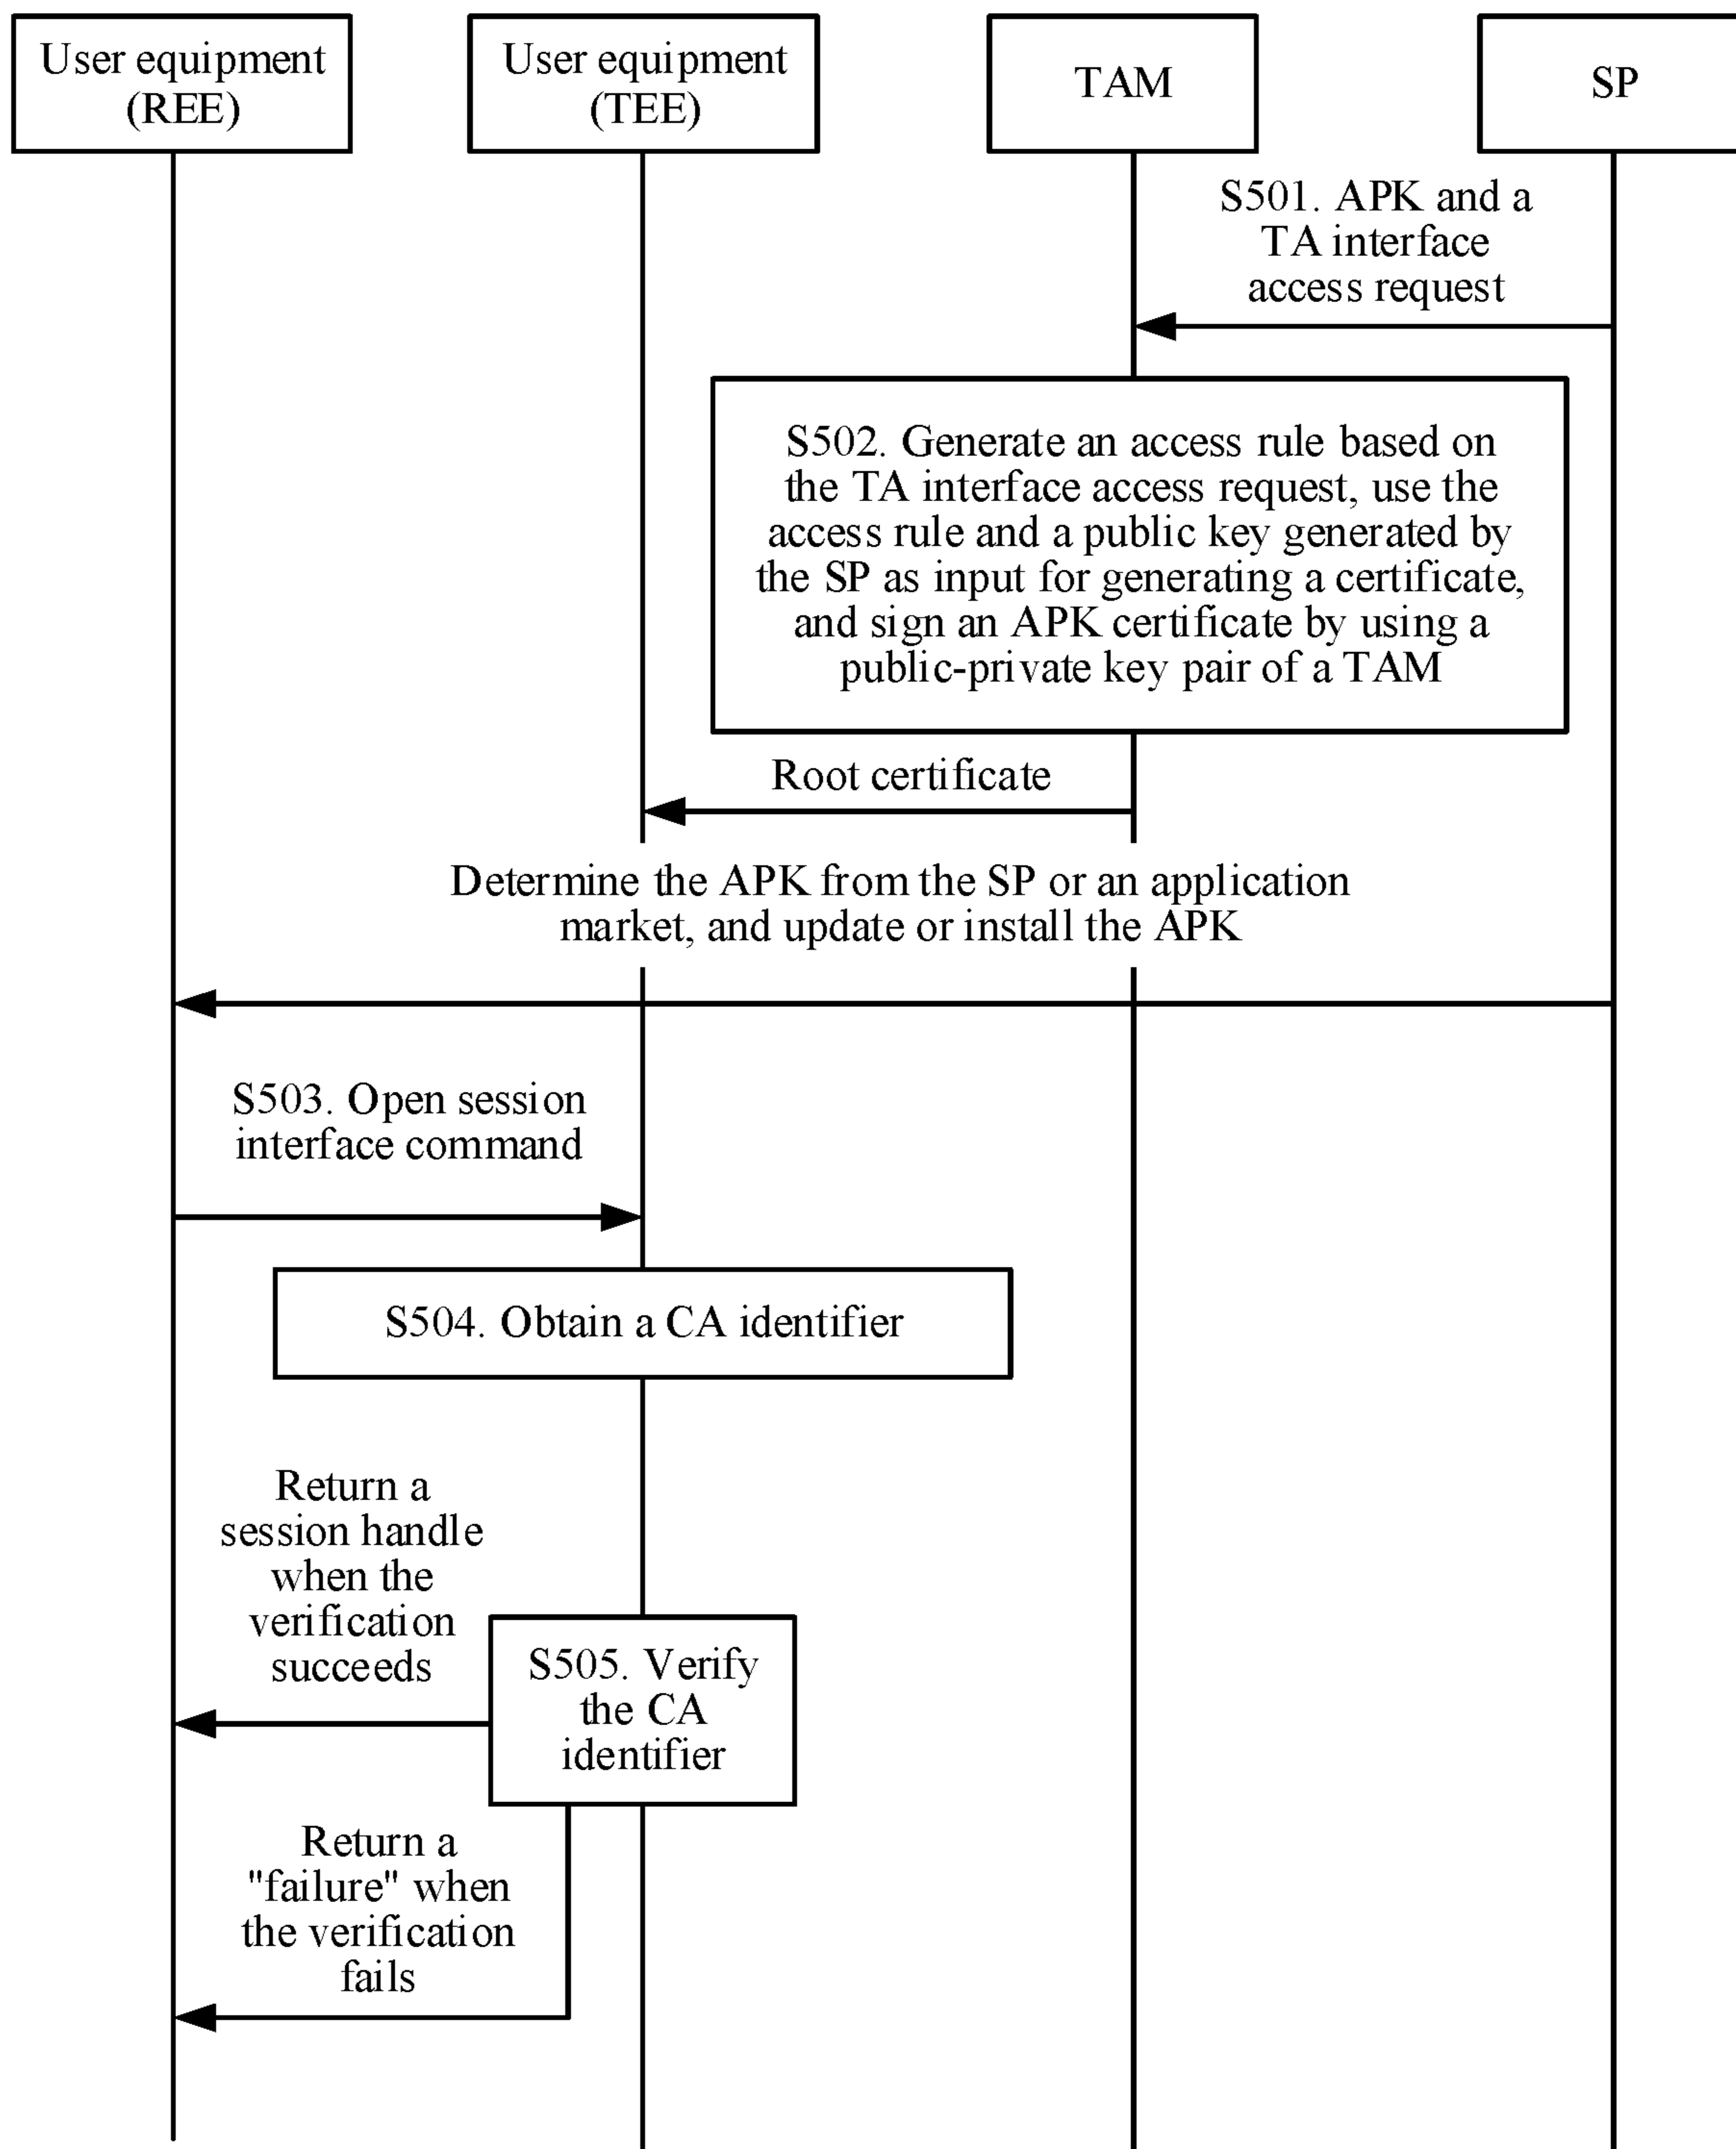 User equipment
(REE)
User equipment
(TEE)
TAM
SP
S501. APK and a
TA interface
access request
S502. Generate an access rule based on
the TA interface access request, use the
access rule and a public key generated by
the SP as input for generating a certificate,
and sign an APK certificate by using a
public-private key pair of a TAM
Root certificate
Determine the APK from the SP or an application
market, and update or install the APK
S503. Open session
interface command
S504. Obtain a CA identifier
Return a
session handle
when the
verification
succeeds
S505. Verify
the CA
identifier
Return a
"failure" when
the verification
fails